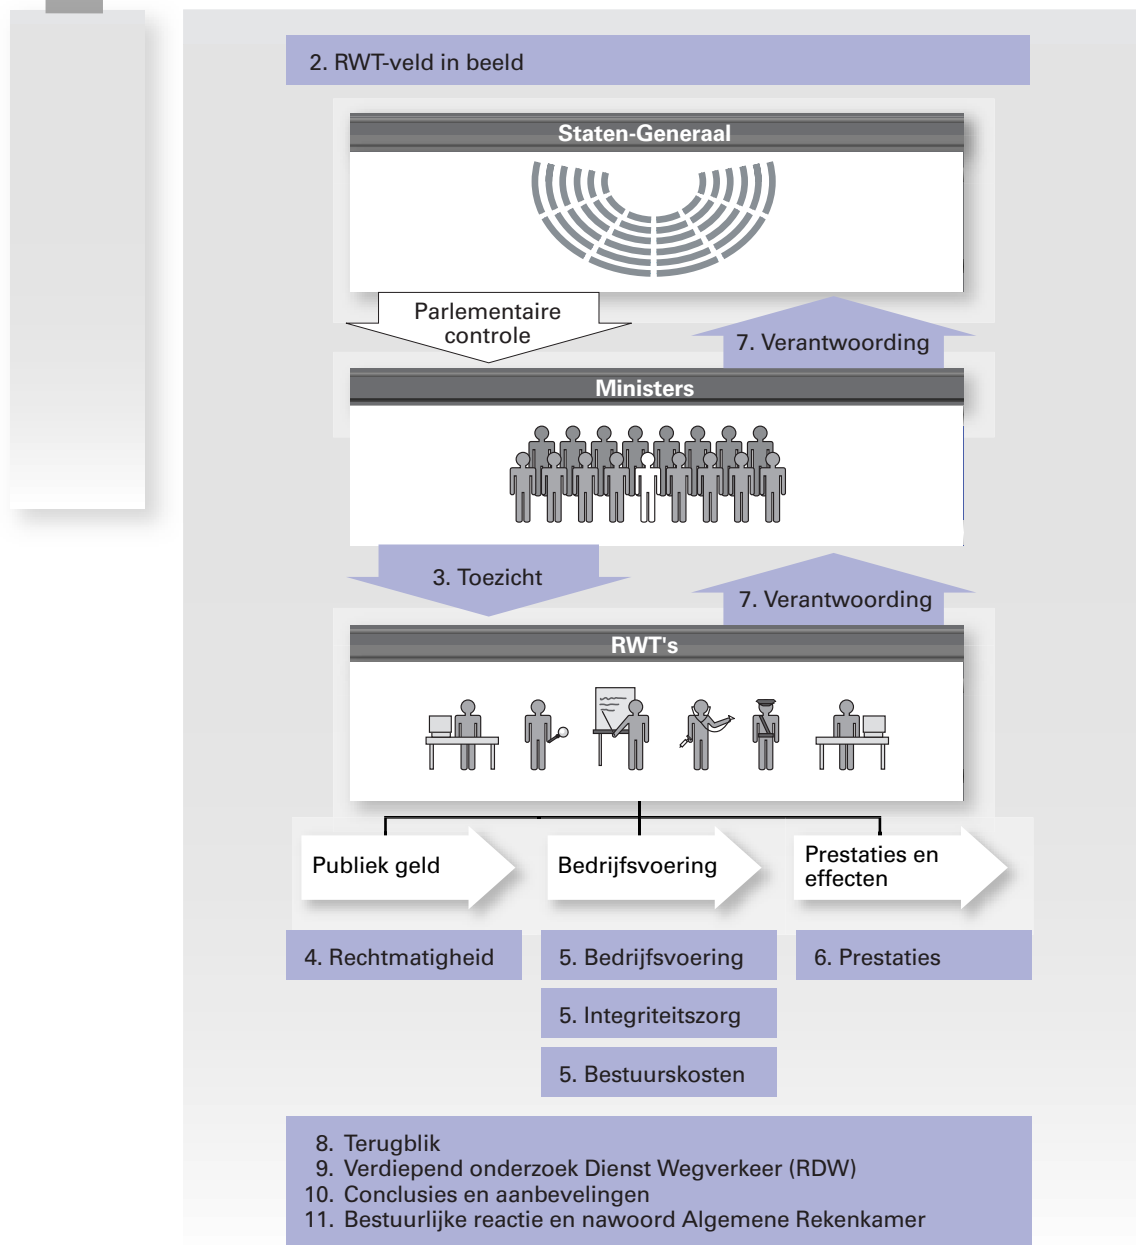 2. RWT-veld in beeld
Staten-Generaal
Parlementaire
controle
7. Verantwoording
Ministers
3. Toezicht
7. Verantwoording
RWT's
Publiek geld
Bedrijfsvoering
Prestaties en
effecten
4. Rechtmatigheid
5. Bedrijfsvoering
6. Prestaties
5. Integriteitszorg
5. Bestuurskosten
8. Terugblik
9. Verdiepend onderzoek Dienst Wegverkeer (RDW)
10. Conclusies en aanbevelingen
11. Bestuurlijke reactie en nawoord Algemene Rekenkamer